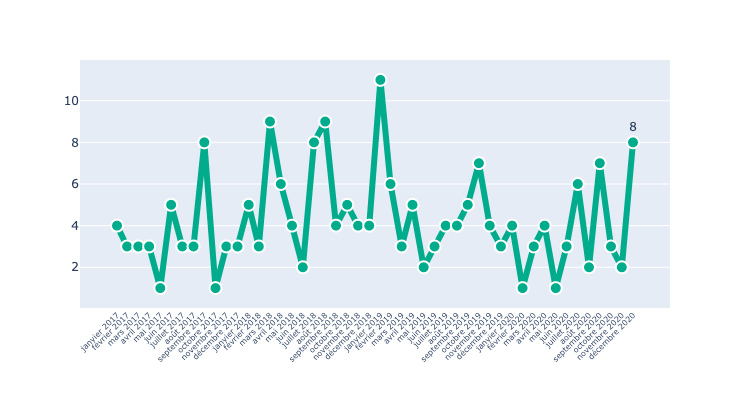 10
8
6
4
2
8
janvier 2017
février 2017
mars 2017
avril 2017
mai 2017
juin 2017
juillet 2017
août 2017
septembre 2017
octobre 2017
novembre 2017
décembre 2017
janvier 2018
février 2018
mars 2018
avril 2018
mai 2018
juin 2018
juillet 2018
août 2018
septembre 2018
octobre 2018
novembre 2018
décembre 2018
janvier 2019
février 2019
mars 2019
avril 2019
mai 2019
juin 2019
juillet 2019
août 2019
septembre 2019
octobre 2019
novembre 2019
décembre 2019
janvier 2020
février 2020
mars 2020
avril 2020
mai 2020
juin 2020
juillet 2020
août 2020
septembre 2020
octobre 2020
novembre 2020
décembre 2020